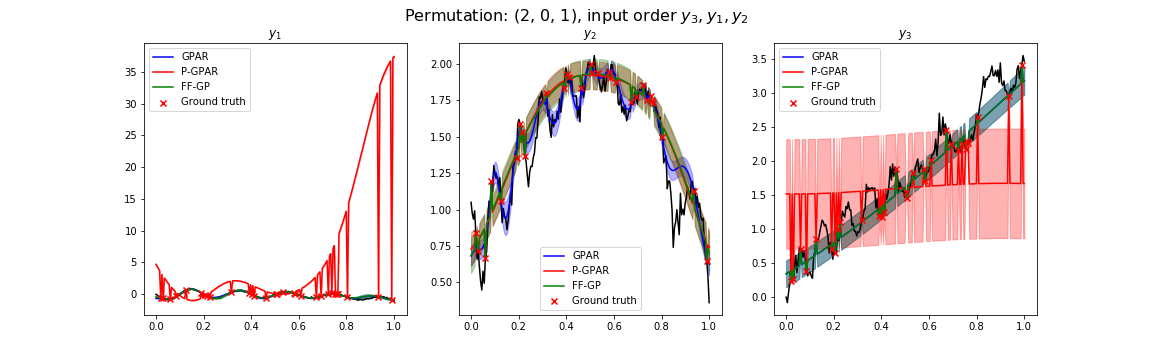 Permutation: (2, 0, 1), input order y₃, y₁, y₂
y₁
GPAR
P-GPAR
FF-GP
Ground truth
35
30
25
20
15
10
5
0
0.0 0.2 0.4 0.6 0.8 1.0
y₂
2.00
1.75
1.50
1.25
1.00
0.75
0.50
GPAR
P-GPAR
FF-GP
Ground truth
0.0 0.2 0.4 0.6 0.8 1.0
y₃
GPAR
P-GPAR
FF-GP
Ground truth
3.5
3.0
2.5
2.0
1.5
1.0
0.5
0.0
0.0 0.2 0.4 0.6 0.8 1.0